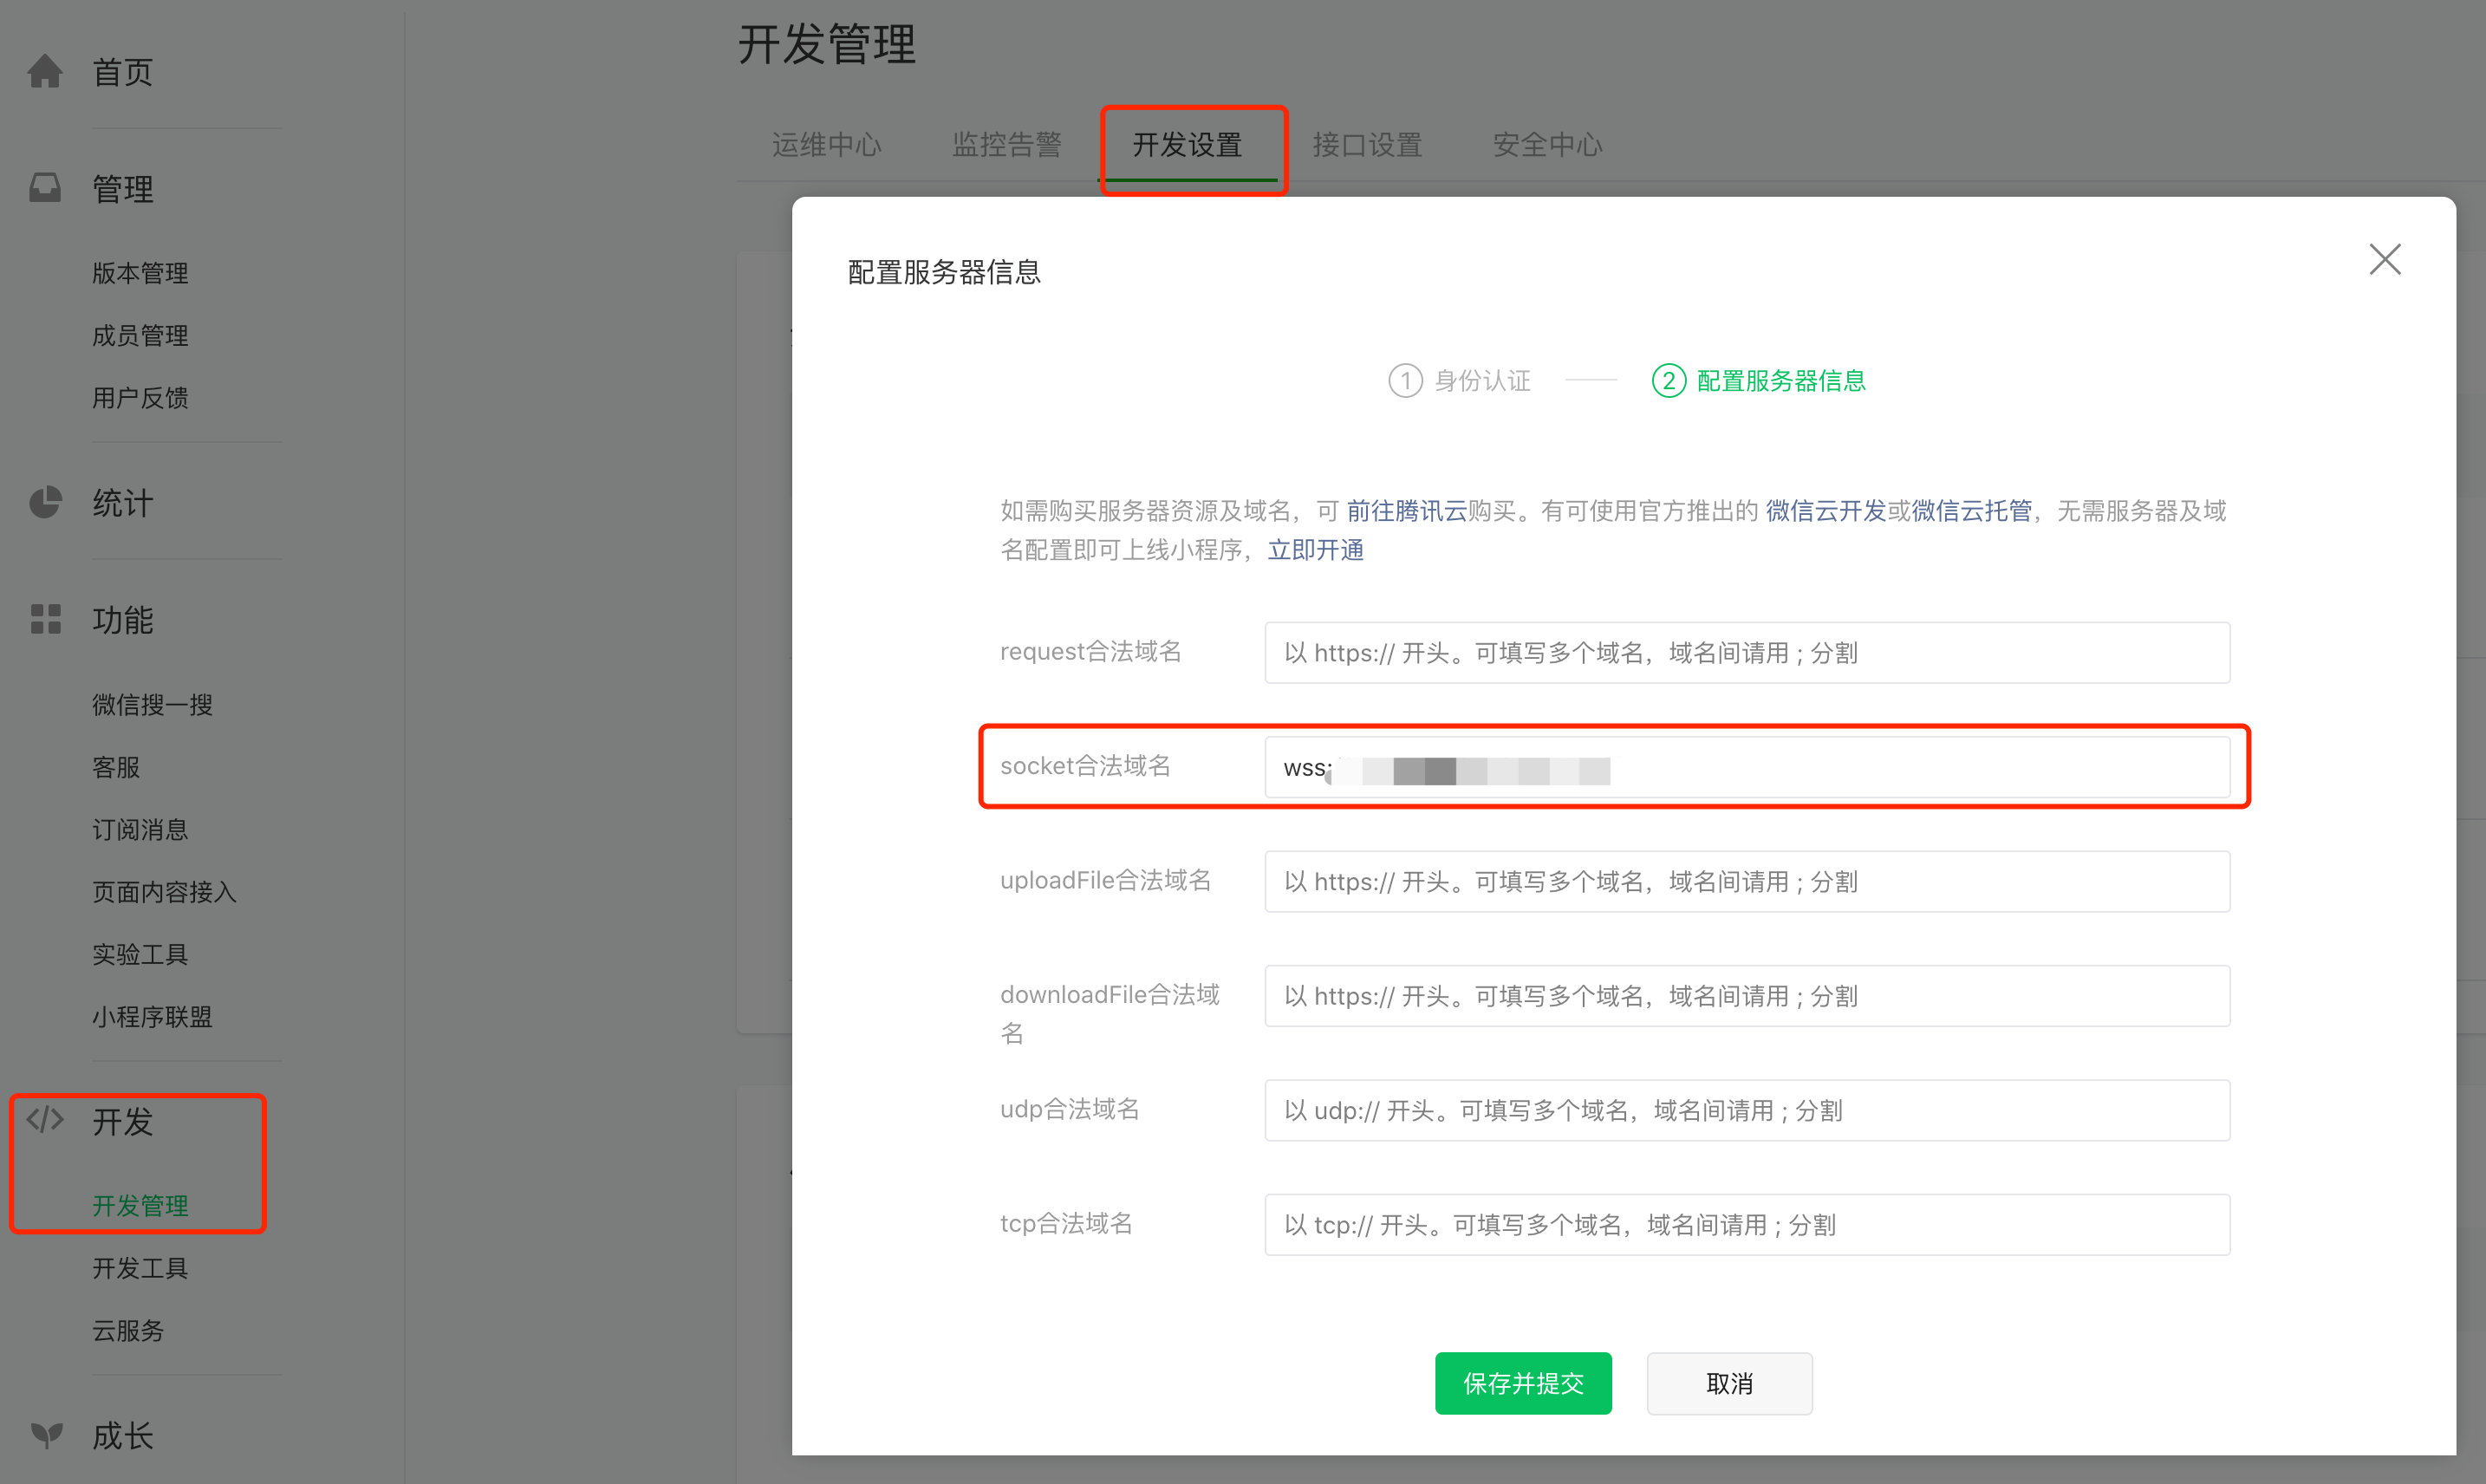 首页
管理
版本管理
成员管理
用户反馈
统计
功能
微信搜一搜
客服
订阅消息
页面内容接入
实验工具
小程序联盟
开发
开发管理
开发工具
云服务
成长
开发管理
运维中心
监控告警
开发设置
接口设置
安全中心
配置服务器信息
1 身份认证
2 配置服务器信息
如需购买服务器资源及域名，可 前往腾讯云购买。有可使用官方推出的 微信云开发或微信云托管，无需服务器及域
名配置即可上线小程序，立即开通
request合法域名
以 https:// 开头。可填写多个域名，域名间请用 ; 分割
socket合法域名
wss:
uploadFile合法域名
以 https:// 开头。可填写多个域名，域名间请用 ; 分割
downloadFile合法域
名
以 https:// 开头。可填写多个域名，域名间请用 ; 分割
udp合法域名
以 udp:// 开头。可填写多个域名，域名间请用 ; 分割
tcp合法域名
以 tcp:// 开头。可填写多个域名，域名间请用 ; 分割
保存并提交
取消